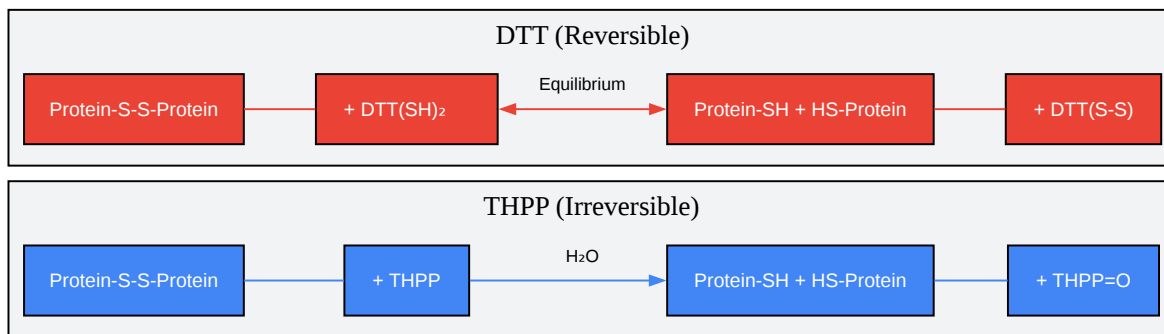 DTT (Reversible)
Protein-S-S-Protein
+ DTT(SH)₂
Equilibrium
Protein-SH + HS-Protein
+ DTT(S-S)
THPP (Irreversible)
Protein-S-S-Protein
+ THPP
H₂O
Protein-SH + HS-Protein
+ THPP=O